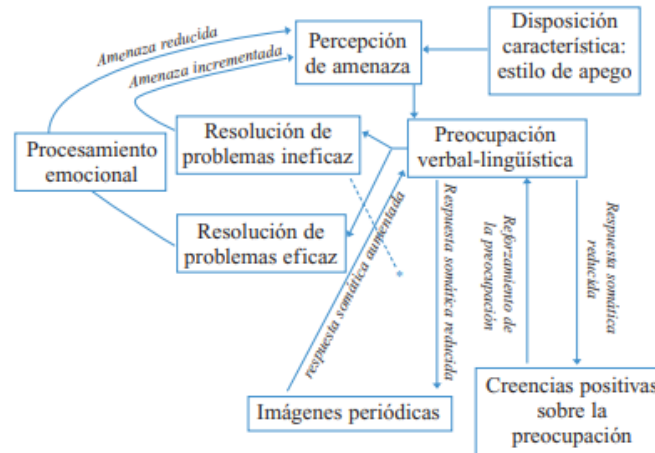 Amenaza reducida
Amenaza incrementada
Percepción
de amenaza
Disposición
característica:
estilo de apego
Procesamiento
emocional
Resolución de
problemas ineficaz
Preocupación
verbal-lingüística
Resolución de
problemas eficaz
respuesta somática aumentada
Respuesta somática reducida
Reforzamiento de
la preocupación
Respuesta somática
reducida
Imágenes periódicas
Creencias positivas
sobre la
preocupación